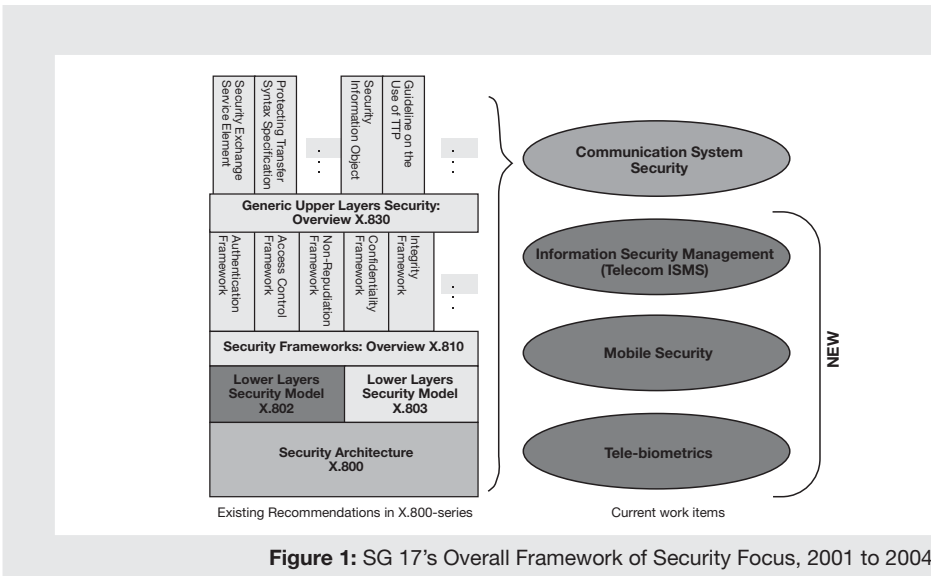 Security Exchange
Service Element
Protecting Transfer
Syntax Specification
. . .
Security
Information Object
Guideline on the
Use of TTP
. . .
Generic Upper Layers Security:
Overview X.830
Authentication
Framework
Access Control
Framework
Non-Repudiation
Framework
Confidentiality
Framework
Integrity
Framework
. . .
Security Frameworks: Overview X.810
Lower Layers
Security Model
X.802
Lower Layers
Security Model
X.803
Security Architecture
X.800
Existing Recommendations in X.800-series
Communication System
Security
Information Security Management
(Telecom ISMS)
Mobile Security
Tele-biometrics
NEW
Current work items
Figure 1: SG 17's Overall Framework of Security Focus, 2001 to 2004